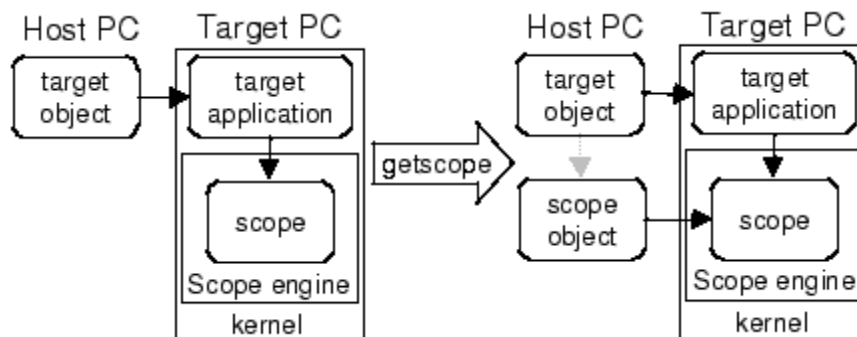 Host PC
Target PC
target
object
target
application
scope
Scope engine
kernel
getscope
Host PC
Target PC
target
object
target
application
scope
object
scope
Scope engine
kernel